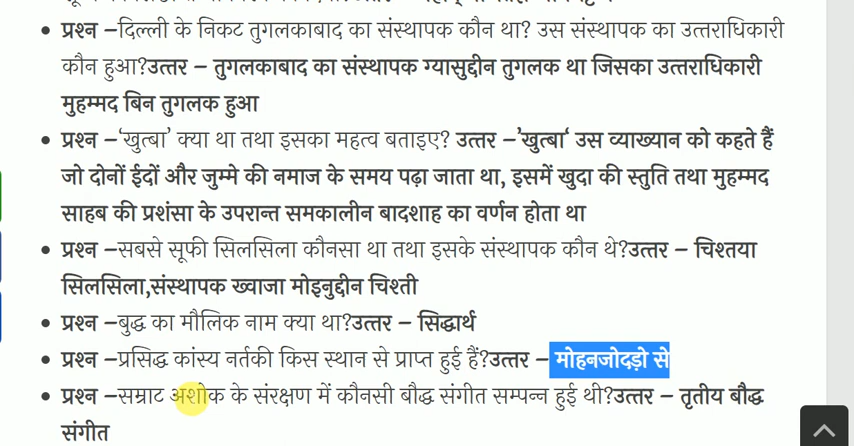 प्रश्न –दिल्ली के निकट तुगलकाबाद का संस्थापक कौन था? उस संस्थापक का उत्तराधिकारी
कौन हुआ?उत्तर – तुगलकाबाद का संस्थापक ग्यासुद्दीन तुगलक था जिसका उत्तराधिकारी
मुहम्मद बिन तुगलक हुआ
प्रश्न –‘खुत्बा’ क्या था तथा इसका महत्व बताइए? उत्तर –’खुत्बा‘ उस व्याख्यान को कहते हैं
जो दोनों ईदों और जुम्मे की नमाज के समय पढ़ा जाता था, इसमें खुदा की स्तुति तथा मुहम्मद
साहब की प्रशंसा के उपरान्त समकालीन बादशाह का वर्णन होता था
प्रश्न –सबसे सूफी सिलसिला कौनसा था तथा इसके संस्थापक कौन थे?उत्तर – चिश्तया
सिलसिला,संस्थापक ख्वाजा मोइनुद्दीन चिश्ती
प्रश्न –बुद्ध का मौलिक नाम क्या था?उत्तर – सिद्धार्थ
प्रश्न –प्रसिद्ध कांस्य नर्तकी किस स्थान से प्राप्त हुई हैं?उत्तर – मोहनजोदड़ो से
प्रश्न –सम्राट अशोक के संरक्षण में कौनसी बौद्ध संगीत सम्पन्न हुई थी?उत्तर – तृतीय बौद्ध
संगीत